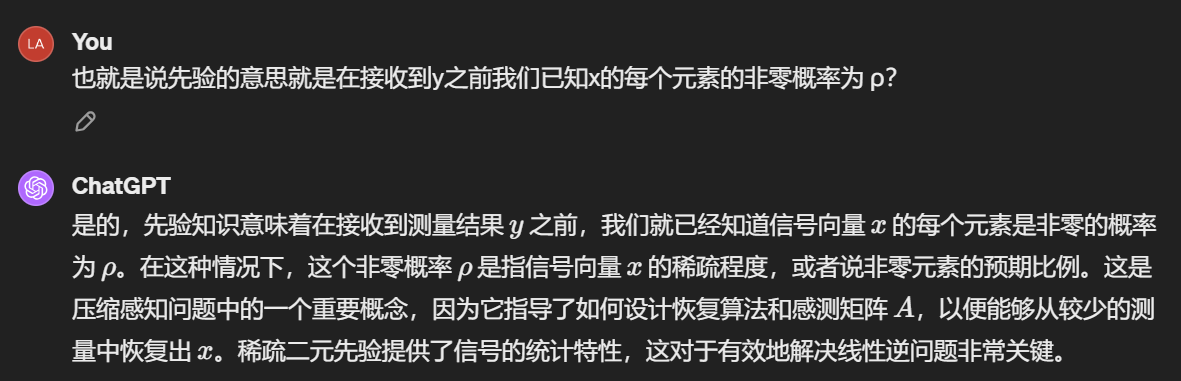 LA
You
也就是说先验的意思就是在接收到y之前我们已知x的每个元素的非零概率为 ρ?
ChatGPT
是的，先验知识意味着在接收到测量结果 y 之前，我们就已经知道信号向量 x 的每个元素是非零的概率
为 ρ。在这种情况下，这个非零概率 ρ 是指信号向量 x 的稀疏程度，或者说非零元素的预期比例。这是
压缩感知问题中的一个重要概念，因为它指导了如何设计恢复算法和感测矩阵 A，以便能够从较少的测
量中恢复出 x。稀疏二元先验提供了信号的统计特性，这对于有效地解决线性逆问题非常关键。